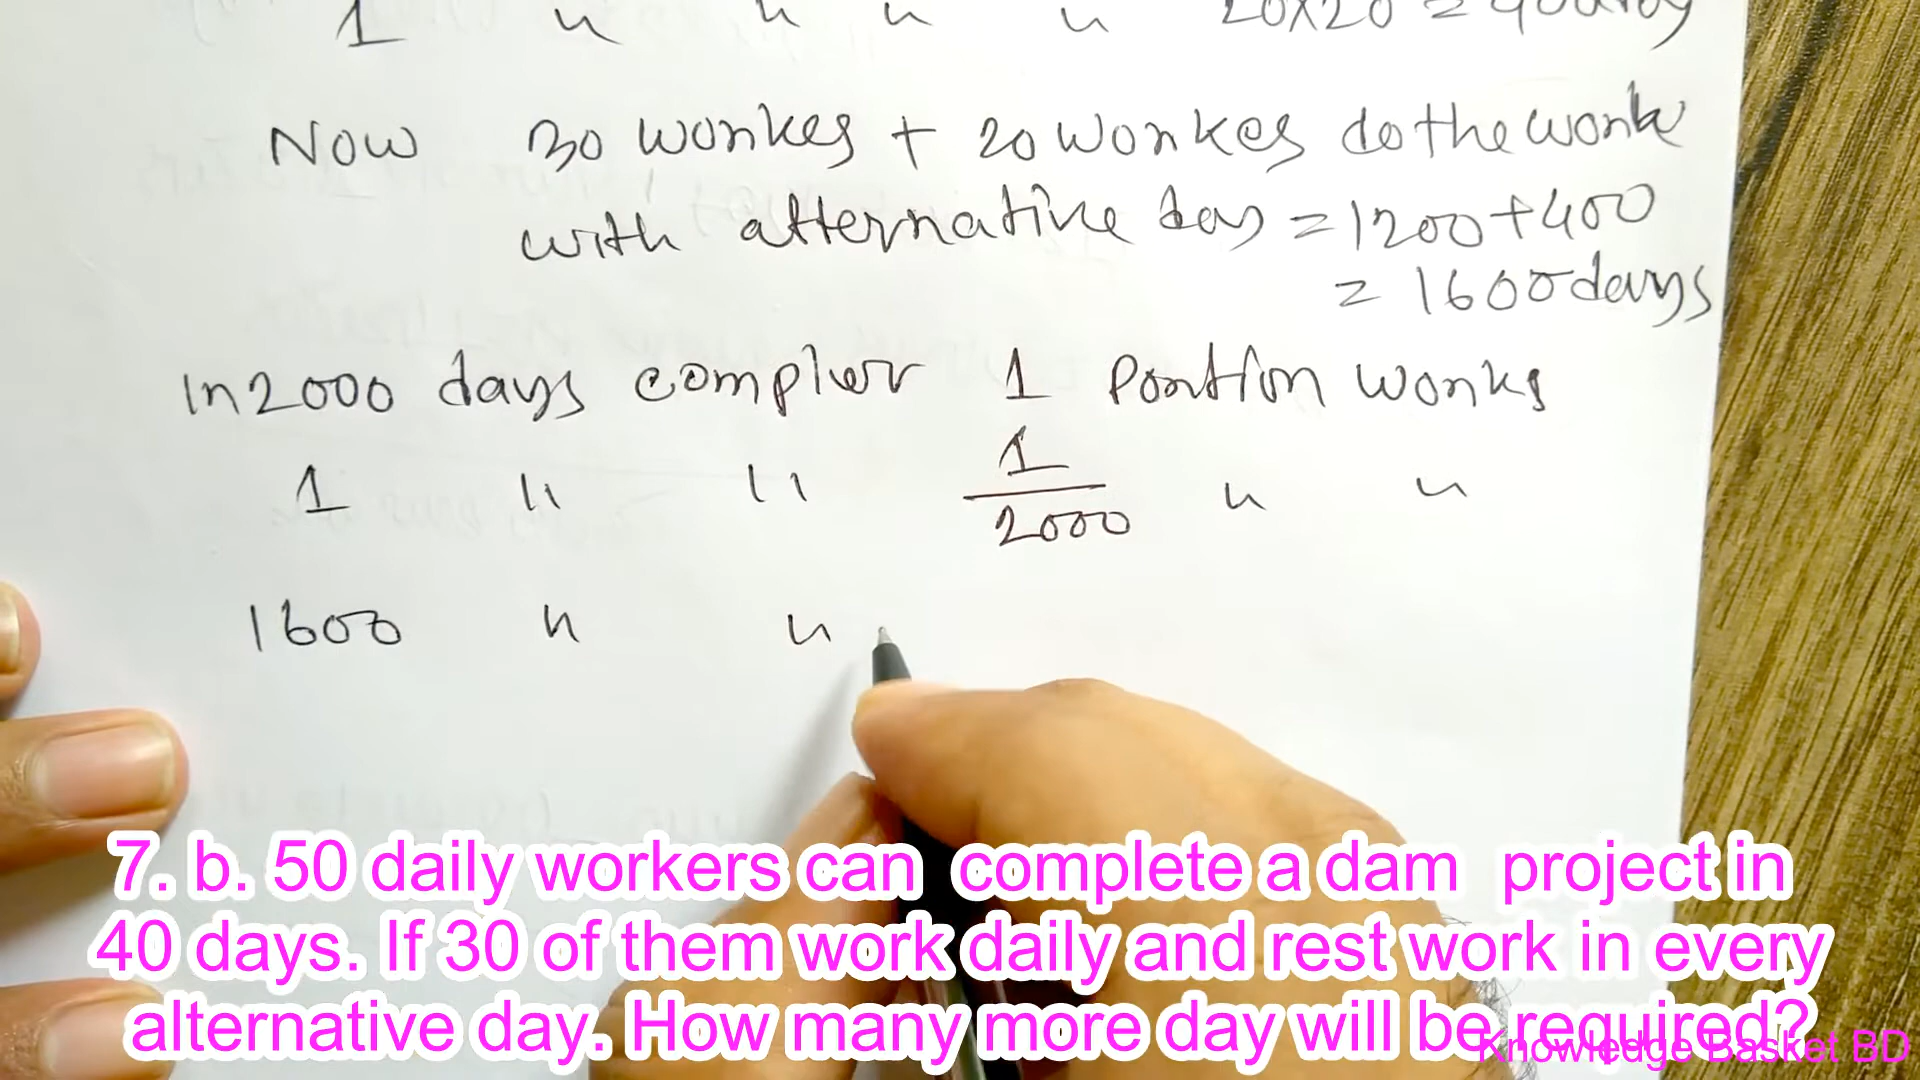 1 " " " " 20x20 = 400day
Now 30 workes + 20 workes do the work
with alternative day = 1200+400
= 1600 days
In 2000 days 1 Portion works
1 " " 1/2000 " "
1600 " "
7. b. 50 daily workers can complete a dam project in
40 days. If 30 of them work daily and rest work in every
alternative day. How many more day will be required?
Knowledge Basket BD